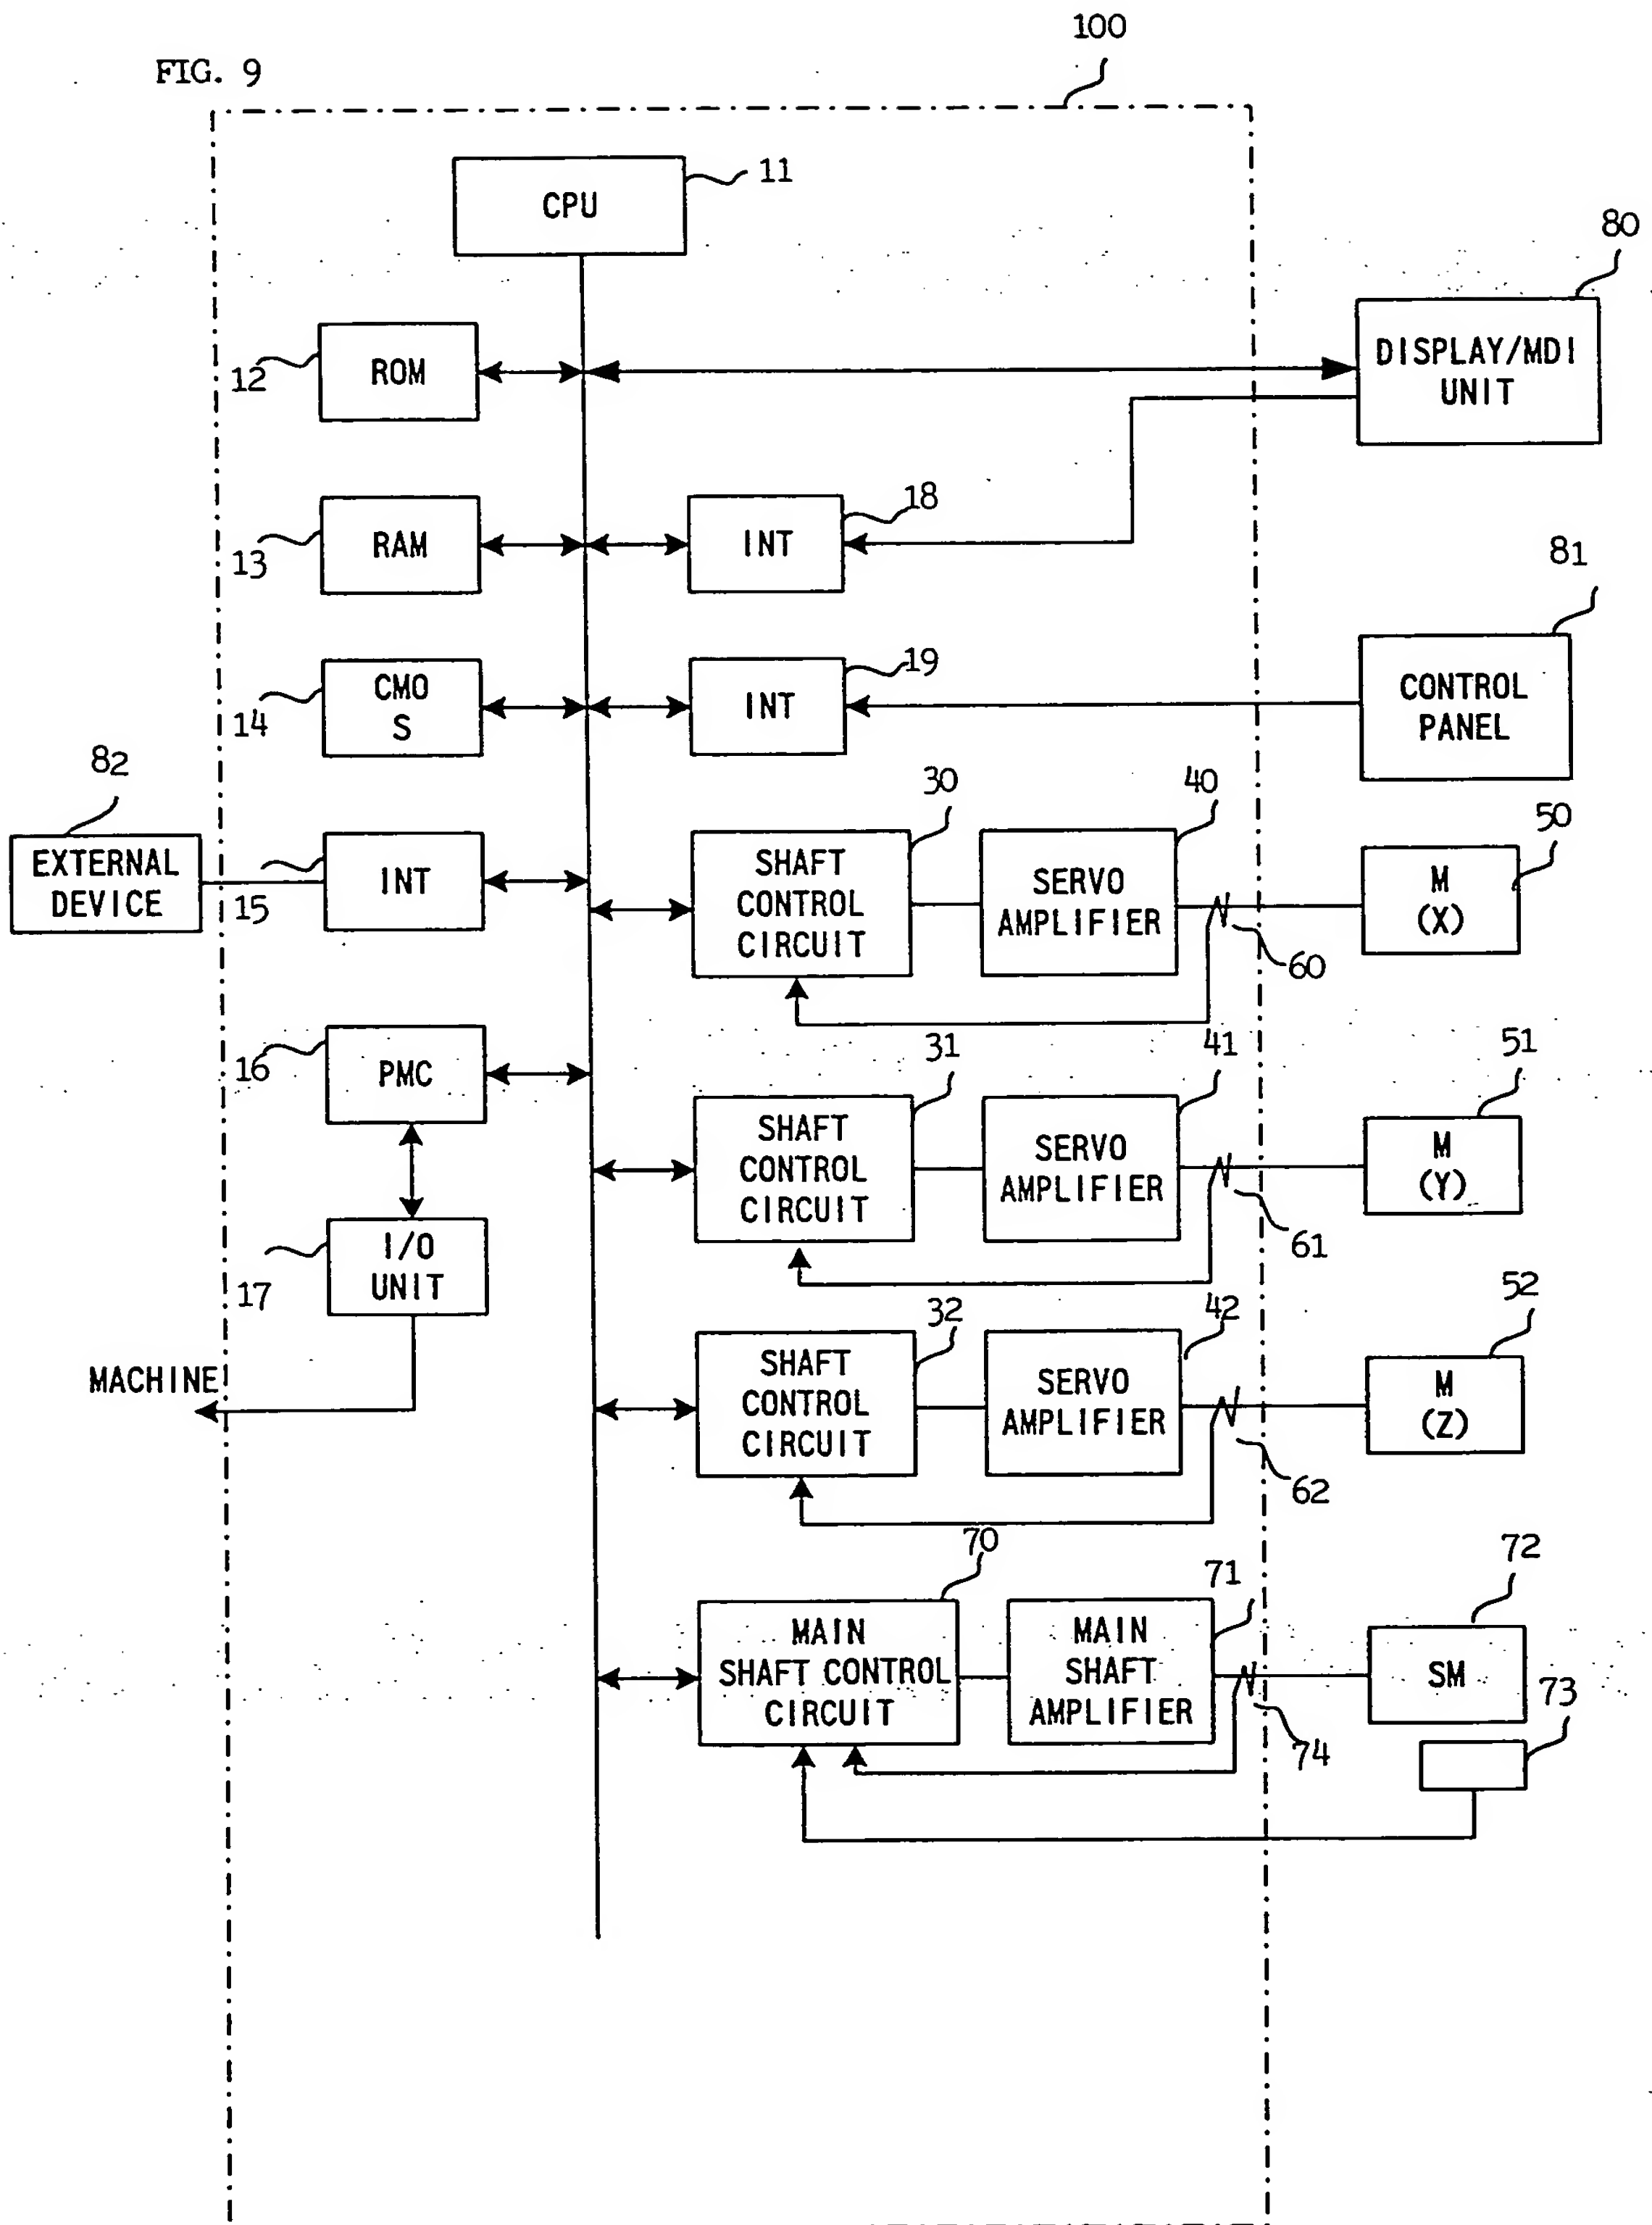 100
FIG. 9
11
CPU
80
DISPLAY/MDI
UNIT
12
ROM
18
13
RAM
INT
81
19
14
CMO
S
INT
CONTROL
PANEL
82
30
40
50
EXTERNAL
DEVICE
15
INT
SHAFT
CONTROL
CIRCUIT
SERVO
AMPLIFIER
M
(X)
60
16
PMC
31
41
51
SHAFT
CONTROL
CIRCUIT
SERVO
AMPLIFIER
M
(Y)
61
17
I/O
UNIT
32
42
52
MACHINE
SHAFT
CONTROL
CIRCUIT
SERVO
AMPLIFIER
M
(Z)
62
70
71
72
MAIN
SHAFT CONTROL
CIRCUIT
MAIN
SHAFT
AMPLIFIER
SM
73
74